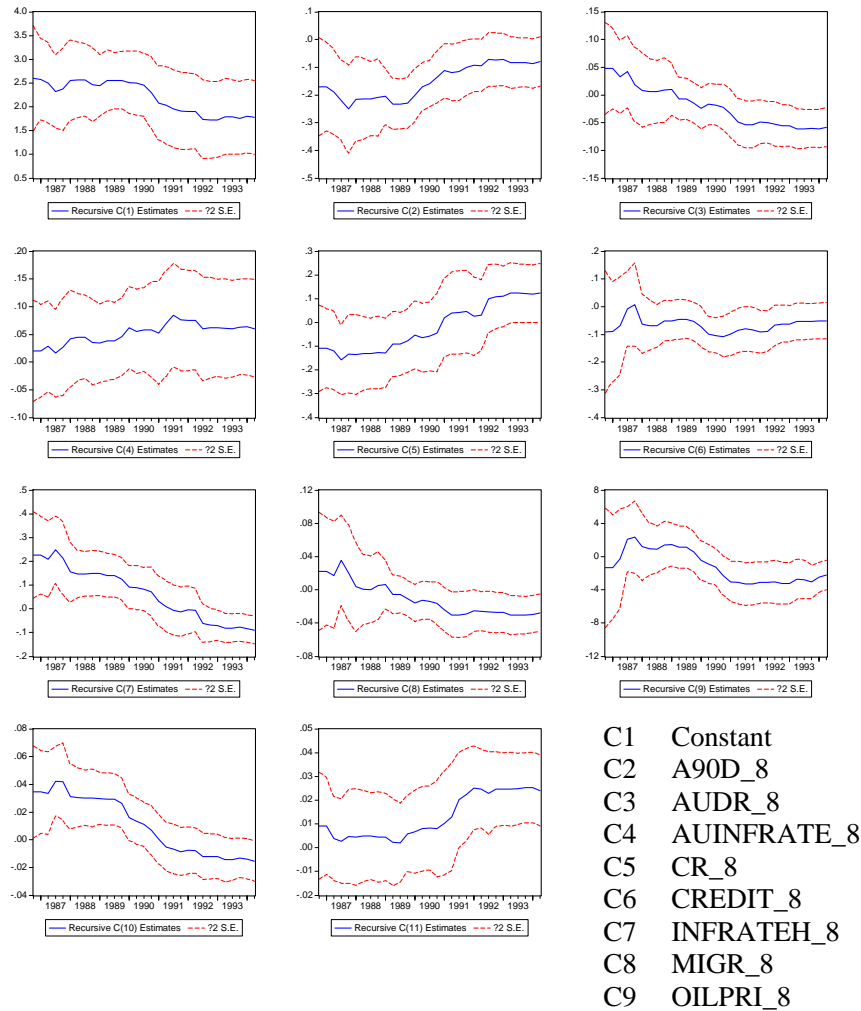 4.0
3.5
3.0
2.5
2.0
1.5
1.0
0.5
1987 1988 1989 1990 1991 1992 1993
Recursive C(1) Estimates ?2 S.E.
.1
.0
-.1
-.2
-.3
-.4
-.5
1987 1988 1989 1990 1991 1992 1993
Recursive C(2) Estimates ?2 S.E.
.15
.10
.05
.00
-.05
-.10
-.15
1987 1988 1989 1990 1991 1992 1993
Recursive C(3) Estimates ?2 S.E.
.20
.15
.10
.05
.00
-.05
-.10
1987 1988 1989 1990 1991 1992 1993
Recursive C(4) Estimates ?2 S.E.
.3
.2
.1
.0
-.1
-.2
-.3
-.4
1987 1988 1989 1990 1991 1992 1993
Recursive C(5) Estimates ?2 S.E.
.2
.1
.0
-.1
-.2
-.3
-.4
1987 1988 1989 1990 1991 1992 1993
Recursive C(6) Estimates ?2 S.E.
.5
.4
.3
.2
.1
.0
-.1
-.2
1987 1988 1989 1990 1991 1992 1993
Recursive C(7) Estimates ?2 S.E.
.12
.08
.04
.00
-.04
-.08
1987 1988 1989 1990 1991 1992 1993
Recursive C(8) Estimates ?2 S.E.
8
4
0
-4
-8
-12
1987 1988 1989 1990 1991 1992 1993
Recursive C(9) Estimates ?2 S.E.
.08
.06
.04
.02
.00
-.02
-.04
1987 1988 1989 1990 1991 1992 1993
Recursive C(10) Estimates ?2 S.E.
.05
.04
.03
.02
.01
.00
-.01
-.02
1987 1988 1989 1990 1991 1992 1993
Recursive C(11) Estimates ?2 S.E.
C1 Constant
C2 A90D_8
C3 AUDR_8
C4 AUINFRATE_8
C5 CR_8
C6 CREDIT_8
C7 INFRATEH_8
C8 MIGR_8
C9 OILPRI_8